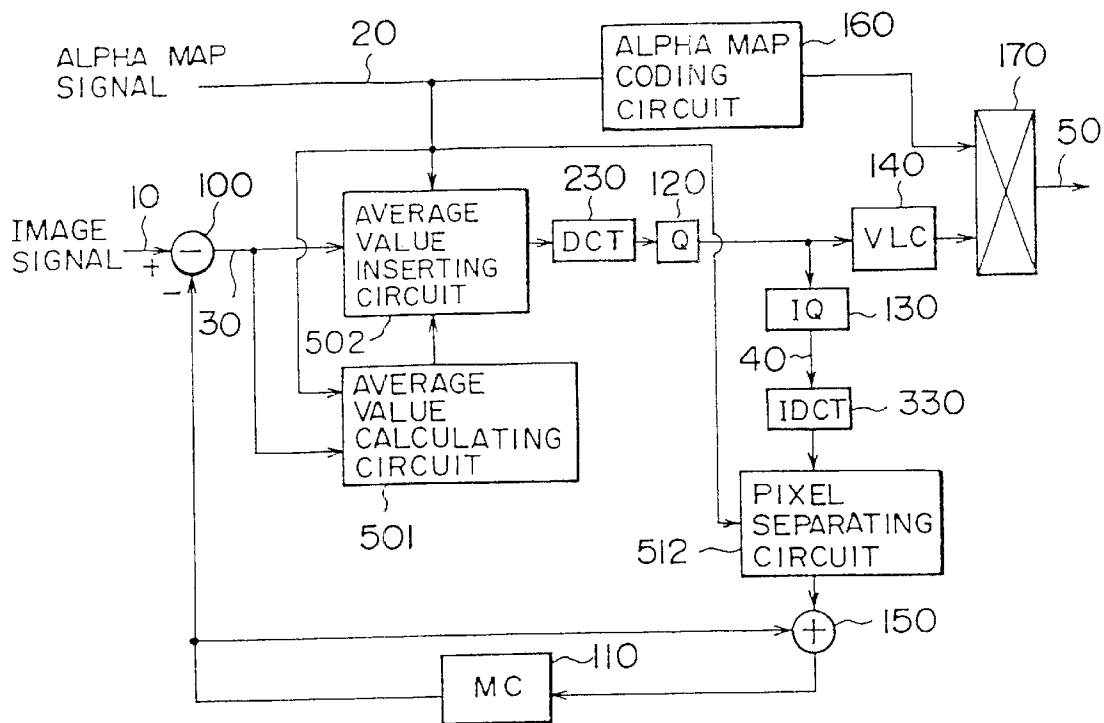 ALPHA MAP
SIGNAL
20
ALPHA MAP
CODING
CIRCUIT
160
170
50
10
100
230
120
140
IMAGE
SIGNAL
+
−
−
30
AVERAGE
VALUE
INSERTING
CIRCUIT
502
DCT
Q
VLC
IQ
130
40
AVERAGE
VALUE
CALCULATING
CIRCUIT
501
IDCT
330
PIXEL
SEPARATING
CIRCUIT
512
+
150
110
MC